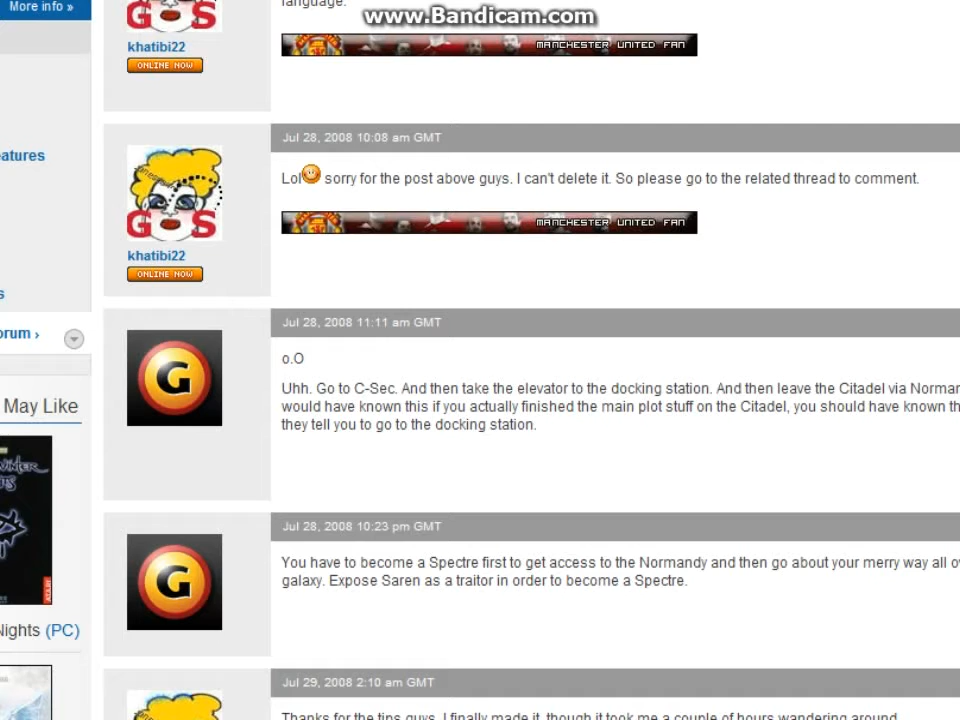 More info »
language.
www.Bandicam.com
G S
khatibi22
ONLINE NOW
MANCHESTER UNITED FAN
Jul 28, 2008 10:08 am GMT
eatures
Lol sorry for the post above guys. I can't delete it. So please go to the related thread to comment.
G S
MANCHESTER UNITED FAN
khatibi22
ONLINE NOW
s
Jul 28, 2008 11:11 am GMT
orum ›
o.O
G
Uhh. Go to C-Sec. And then take the elevator to the docking station. And then leave the Citadel via Norman
would have known this if you actually finished the main plot stuff on the Citadel, you should have known th
they tell you to go to the docking station.
May Like
Jul 28, 2008 10:23 pm GMT
G
You have to become a Spectre first to get access to the Normandy and then go about your merry way all ov
galaxy. Expose Saren as a traitor in order to become a Spectre.
ATARI
Nights (PC)
Jul 29, 2008 2:10 am GMT
Thanks for the tips guys. I finally made it, though it took me a couple of hours wandering around